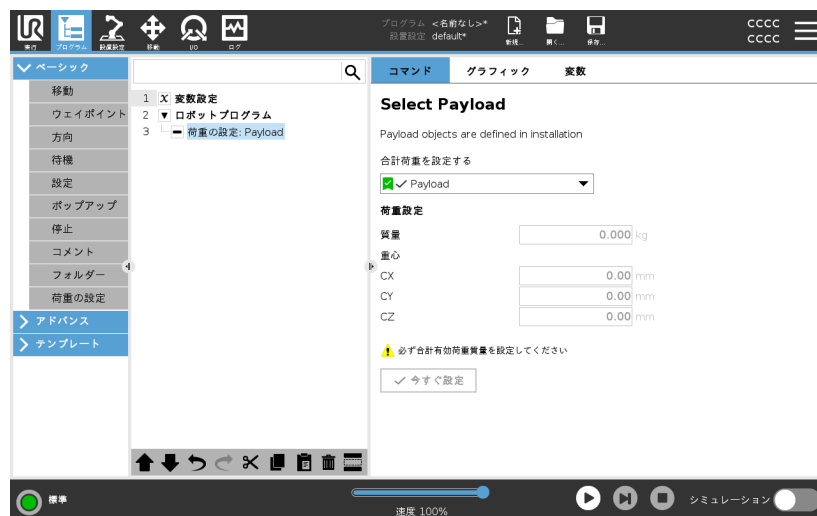 UR
実行
プログラム
設置設定
移動
I/O
ログ
プログラム <名前なし>*
設置設定 default*
新規...
開く...
保存...
CCCC
CCCC
ベーシック
移動
ウェイポイント
方向
待機
設定
ポップアップ
停止
コメント
フォルダー
荷重の設定
アドバンス
テンプレート
1 X 変数設定
2 ロボットプログラム
3 荷重の設定: Payload
コマンド グラフィック 変数
Select Payload
Payload objects are defined in installation
合計荷重を設定する
Payload
荷重設定
質量 0.000 kg
重心
CX 0.00 mm
CY 0.00 mm
CZ 0.00 mm
必ず合計有効荷重質量を設定してください
今すぐ設定
標準
速度 100%
シミュレーション